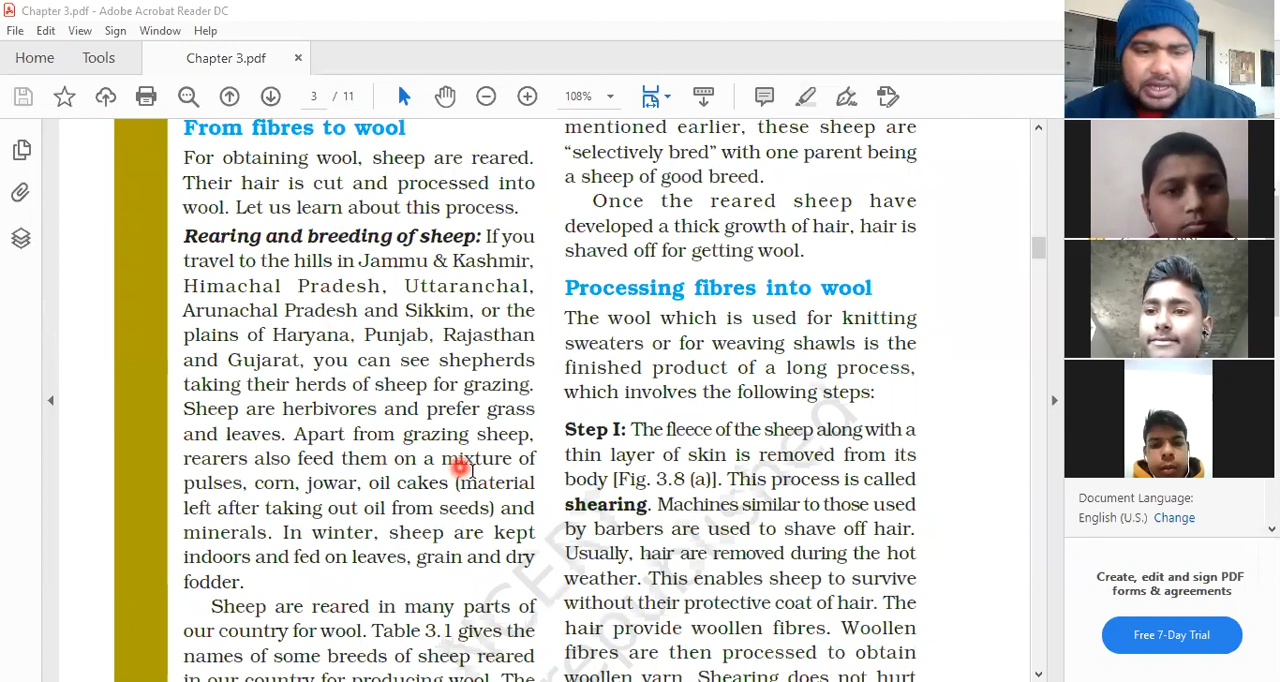 Chapter 3.pdf - Adobe Acrobat Reader DC
File Edit View Sign Window Help
Home Tools Chapter 3.pdf ×
3 / 11 108%
From fibres to wool
For obtaining wool, sheep are reared.
Their hair is cut and processed into
wool. Let us learn about this process.
Rearing and breeding of sheep: If you
travel to the hills in Jammu & Kashmir,
Himachal Pradesh, Uttaranchal,
Arunachal Pradesh and Sikkim, or the
plains of Haryana, Punjab, Rajasthan
and Gujarat, you can see shepherds
taking their herds of sheep for grazing.
Sheep are herbivores and prefer grass
and leaves. Apart from grazing sheep,
rearers also feed them on a mixture of
pulses, corn, jowar, oil cakes (material
left after taking out oil from seeds) and
minerals. In winter, sheep are kept
indoors and fed on leaves, grain and dry
fodder.
Sheep are reared in many parts of
our country for wool. Table 3.1 gives the
names of some breeds of sheep reared
in our country for producing wool. The
mentioned earlier, these sheep are
“selectively bred” with one parent being
a sheep of good breed.
Once the reared sheep have
developed a thick growth of hair, hair is
shaved off for getting wool.
Processing fibres into wool
The wool which is used for knitting
sweaters or for weaving shawls is the
finished product of a long process,
which involves the following steps:
Step I: The fleece of the sheep along with a
thin layer of skin is removed from its
body [Fig. 3.8 (a)]. This process is called
shearing. Machines similar to those used
by barbers are used to shave off hair.
Usually, hair are removed during the hot
weather. This enables sheep to survive
without their protective coat of hair. The
hair provide woollen fibres. Woollen
fibres are then processed to obtain
woollen yarn. Shearing does not hurt
NCERT
republished
Document Language:
English (U.S.) Change
Create, edit and sign PDF
forms & agreements
Free 7-Day Trial